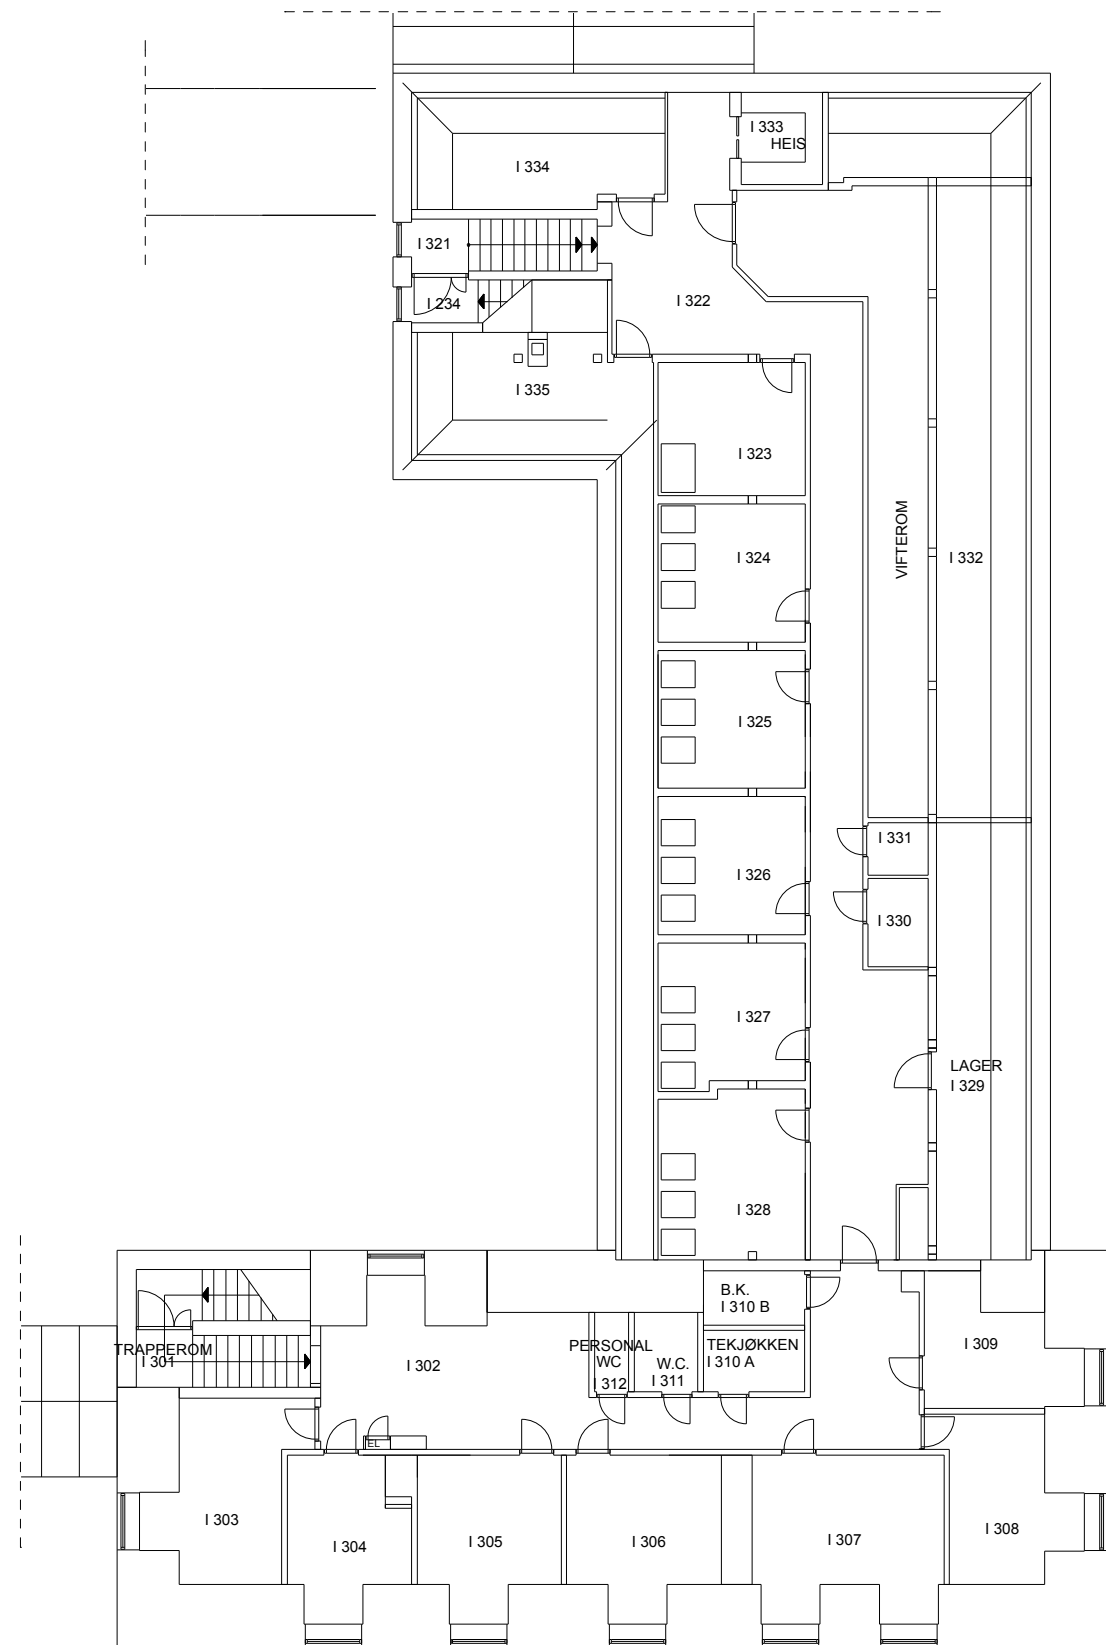 I 333
HEIS
I 334
I 321
I 234
I 322
I 335
I 323
VIFTEROM
I 324
I 332
I 325
I 331
I 326
I 330
I 327
LAGER
I 329
I 328
B.K.
I 310 B
TRAPPEROM
I 301
I 302
PERSONAL
WC
I 312
W.C.
I 311
TEKJØKKEN
I 310 A
I 309
EL
I 303
I 304
I 305
I 306
I 307
I 308